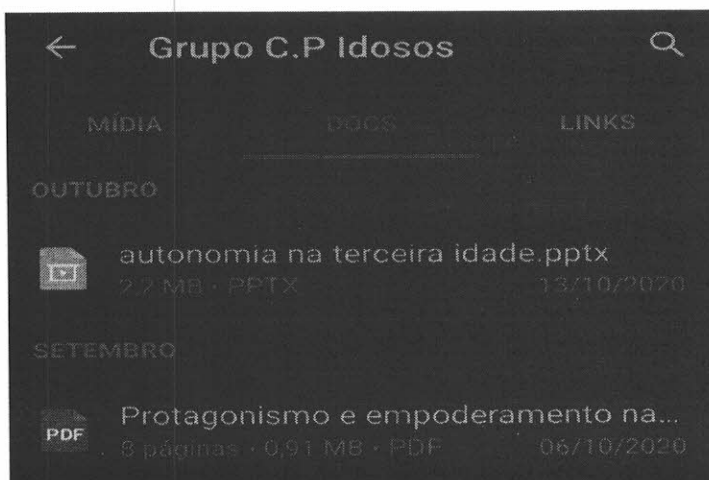 Grupo C.P Idosos
MÍDIA DOCS LINKS
OUTUBRO
autonomia na terceira idade.pptx
2,2 MB · PPTX 13/10/2020
SETEMBRO
Protagonismo e empoderamento na...
PDF
8 páginas · 0,91 MB · PDF 06/10/2020